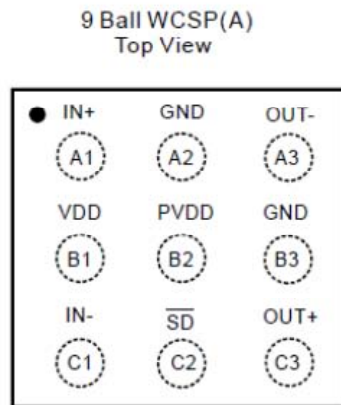 9 Ball WCSP(A)
Top View
IN+ GND OUT-
A1 A2 A3
VDD PVDD GND
B1 B2 B3
IN- S̅D̅ OUT+
C1 C2 C3